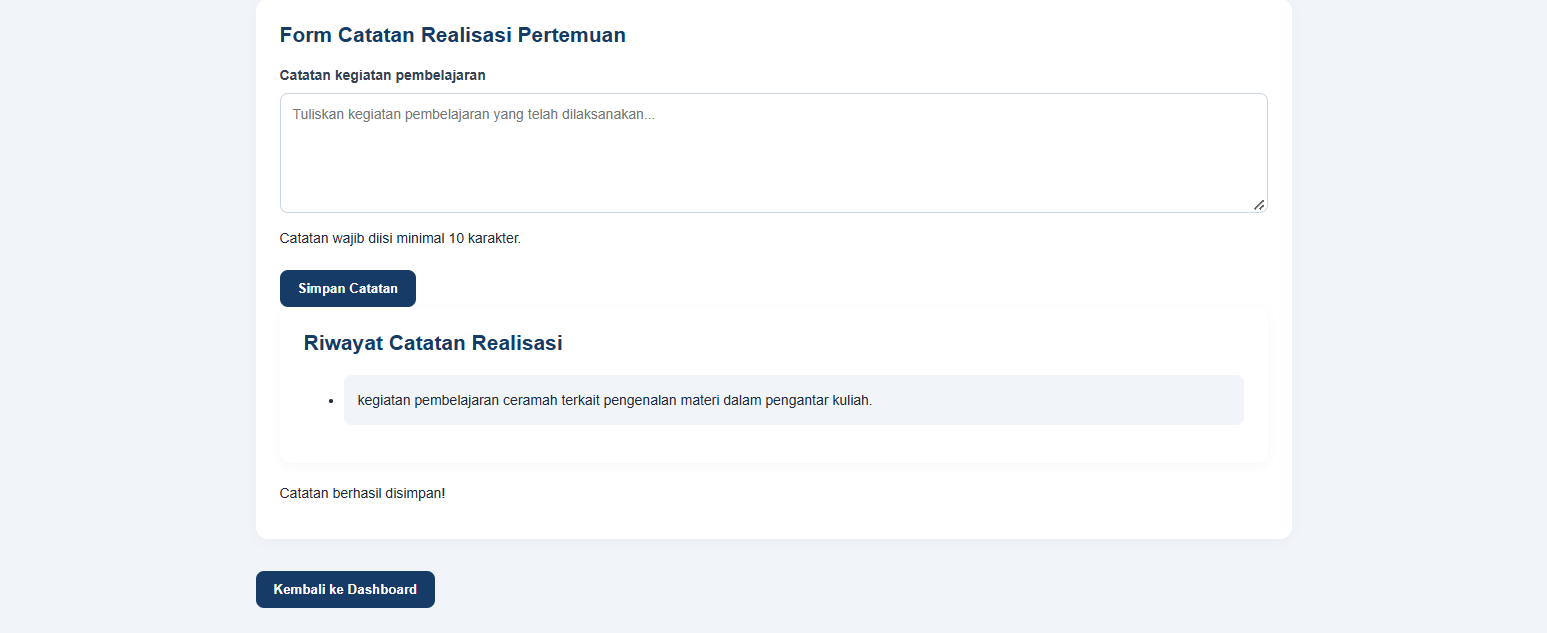 Form Catatan Realisasi Pertemuan
Catatan kegiatan pembelajaran
Tuliskan kegiatan pembelajaran yang telah dilaksanakan...
Catatan wajib diisi minimal 10 karakter.
Simpan Catatan
Riwayat Catatan Realisasi
• kegiatan pembelajaran ceramah terkait pengenalan materi dalam pengantar kuliah.
Catatan berhasil disimpan!
Kembali ke Dashboard